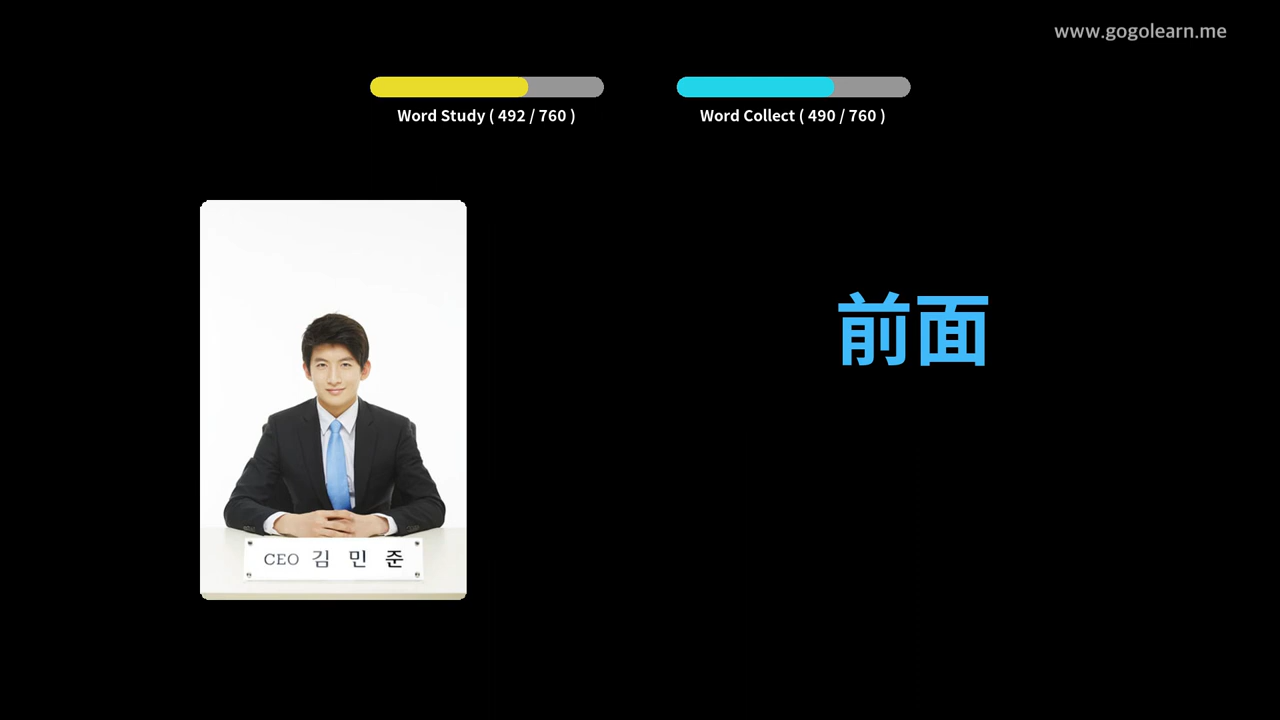 www.gogolearn.me
Word Study ( 492 / 760 )
Word Collect ( 490 / 760 )
前面
CEO 김 민 준